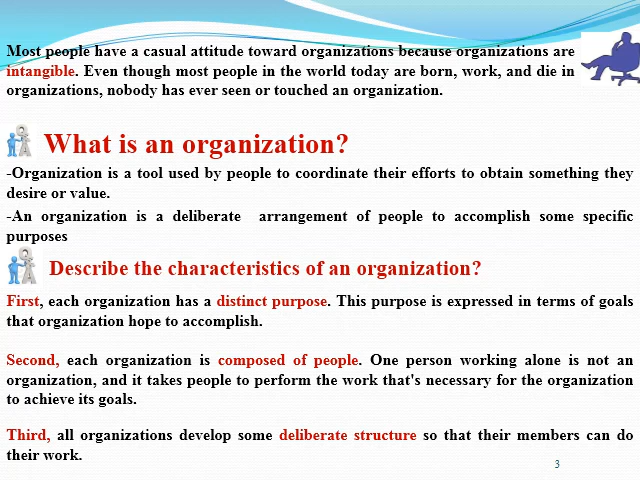 Most people have a casual attitude toward organizations because organizations are
intangible. Even though most people in the world today are born, work, and die in
organizations, nobody has ever seen or touched an organization.
What is an organization?
-Organization is a tool used by people to coordinate their efforts to obtain something they
desire or value.
-An organization is a deliberate arrangement of people to accomplish some specific
purposes
Describe the characteristics of an organization?
First, each organization has a distinct purpose. This purpose is expressed in terms of goals
that organization hope to accomplish.
Second, each organization is composed of people. One person working alone is not an
organization, and it takes people to perform the work that's necessary for the organization
to achieve its goals.
Third, all organizations develop some deliberate structure so that their members can do
their work.
3